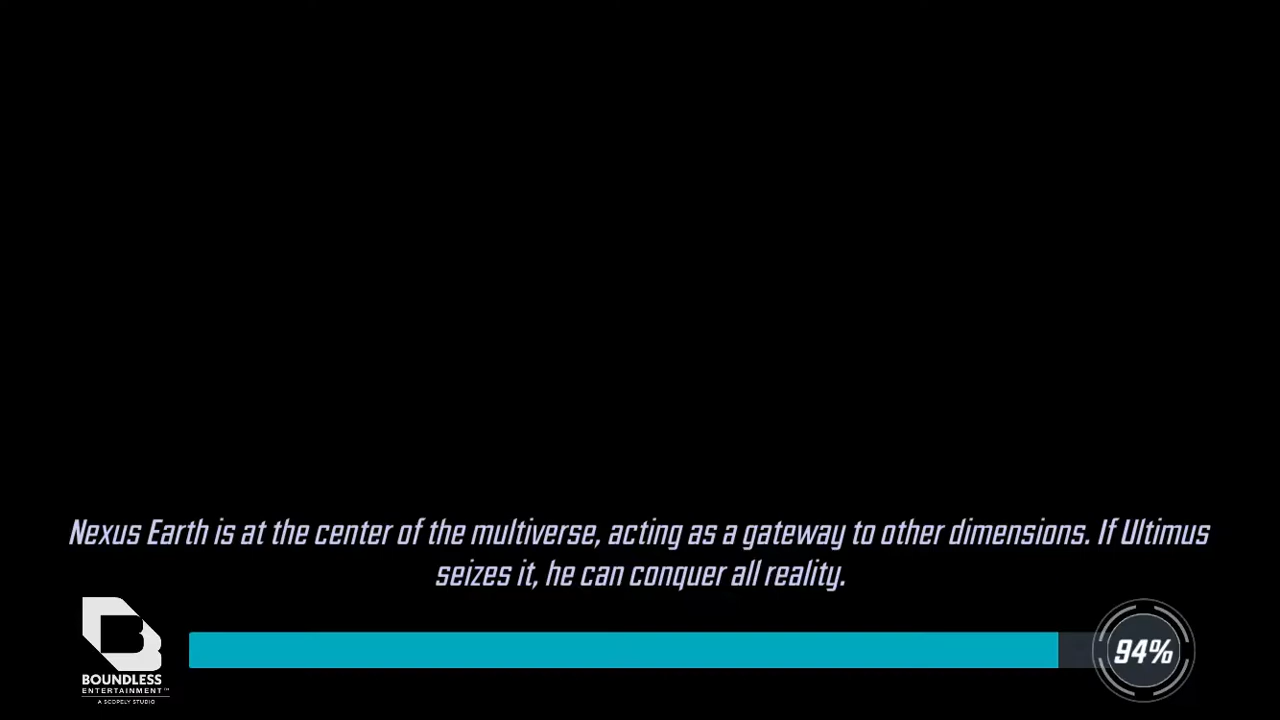 Nexus Earth is at the center of the multiverse, acting as a gateway to other dimensions. If Ultimus
seizes it, he can conquer all reality.
94%
BOUNDLESS
ENTERTAINMENT™
A SCOPELY STUDIO